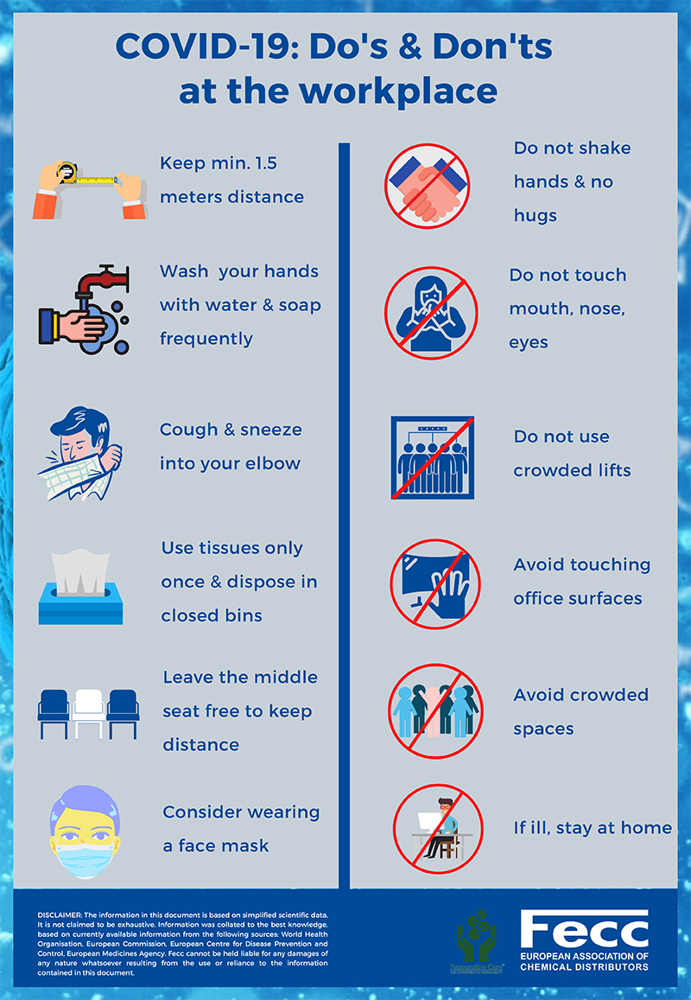 COVID-19: Do's & Don'ts
at the workplace
Keep min. 1.5
meters distance
Wash your hands
with water & soap
frequently
Cough & sneeze
into your elbow
Use tissues only
once & dispose in
closed bins
Leave the middle
seat free to keep
distance
Consider wearing
a face mask
Do not shake
hands & no
hugs
Do not touch
mouth, nose,
eyes
Do not use
crowded lifts
Avoid touching
office surfaces
Avoid crowded
spaces
If ill, stay at home
DISCLAIMER: The information in this document is based on simplified scientific data.
It is not claimed to be exhaustive. Information was collated to the best knowledge,
based on currently available information from the following sources: World Health
Organisation, European Commission, European Centre for Disease Prevention and
Control, European Medicines Agency. Fecc cannot be held liable for any damages of
any nature whatsoever resulting from the use or reliance to the information
contained in this document.
Responsible Care®
OUR COMMITMENT TO SUSTAINABILITY
Fecc
EUROPEAN ASSOCIATION OF
CHEMICAL DISTRIBUTORS